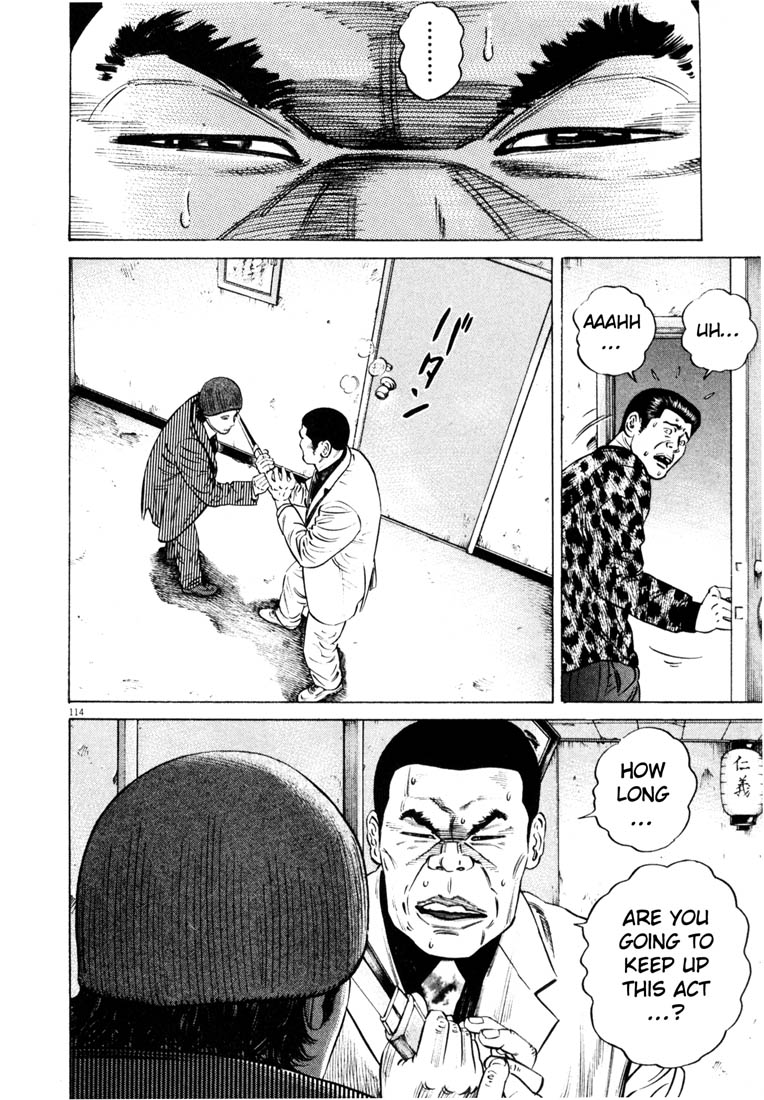 ………
UH...
AAAHH
...
バタン
114
HOW
LONG
...
仁義
ARE YOU
GOING TO
KEEP UP
THIS ACT
...?